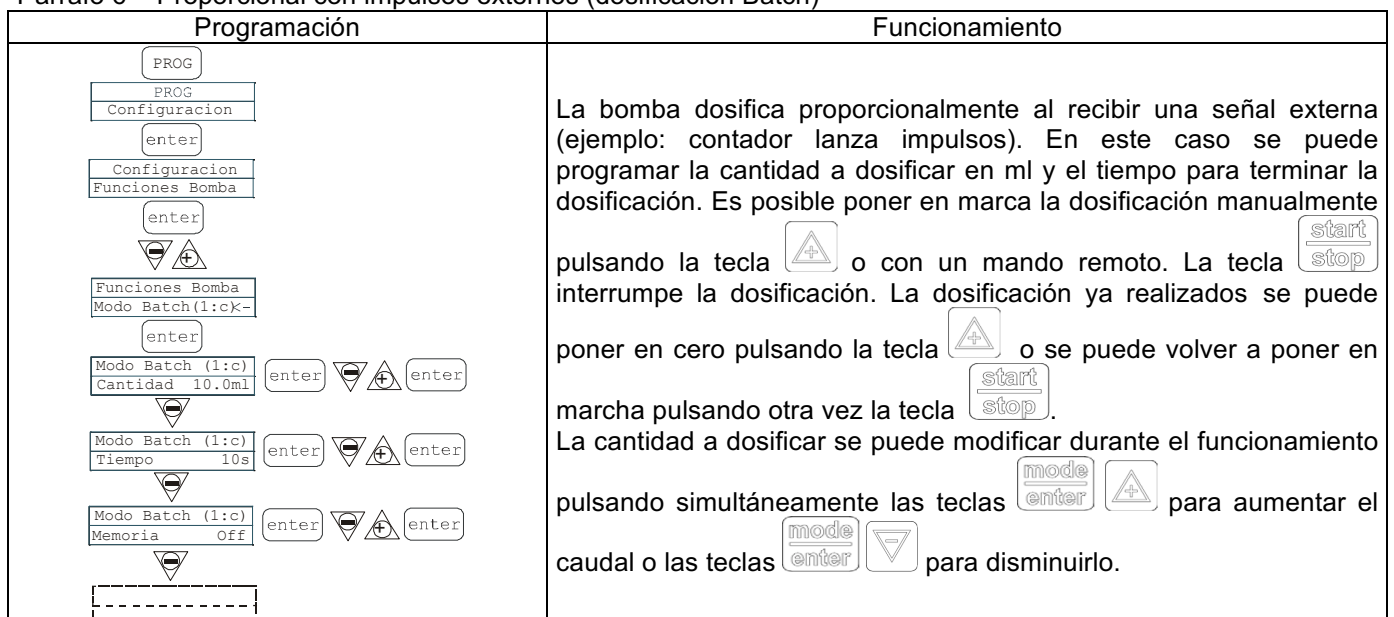 Proporcional con impulsos externos (dosificación Batch)
Programación
PROG
PROG
Configuracion
enter
Configuracion
Funciones Bomba
enter
Funciones Bomba
Modo Batch(1:c)<-
enter
Modo Batch (1:c)
Cantidad 10.0ml
enter enter
Modo Batch (1:c)
Tiempo 10s
enter enter
Modo Batch (1:c)
Memoria Off
enter enter
Funcionamiento
La bomba dosifica proporcionalmente al recibir una señal externa
(ejemplo: contador lanza impulsos). En este caso se puede
programar la cantidad a dosificar en ml y el tiempo para terminar la
dosificación. Es posible poner en marca la dosificación manualmente
pulsando la tecla o con un mando remoto. La tecla start stop
interrumpe la dosificación. La dosificación ya realizados se puede
poner en cero pulsando la tecla o se puede volver a poner en
marcha pulsando otra vez la tecla start stop.
La cantidad a dosificar se puede modificar durante el funcionamiento
pulsando simultáneamente las teclas mode enter para aumentar el
caudal o las teclas mode enter para disminuirlo.